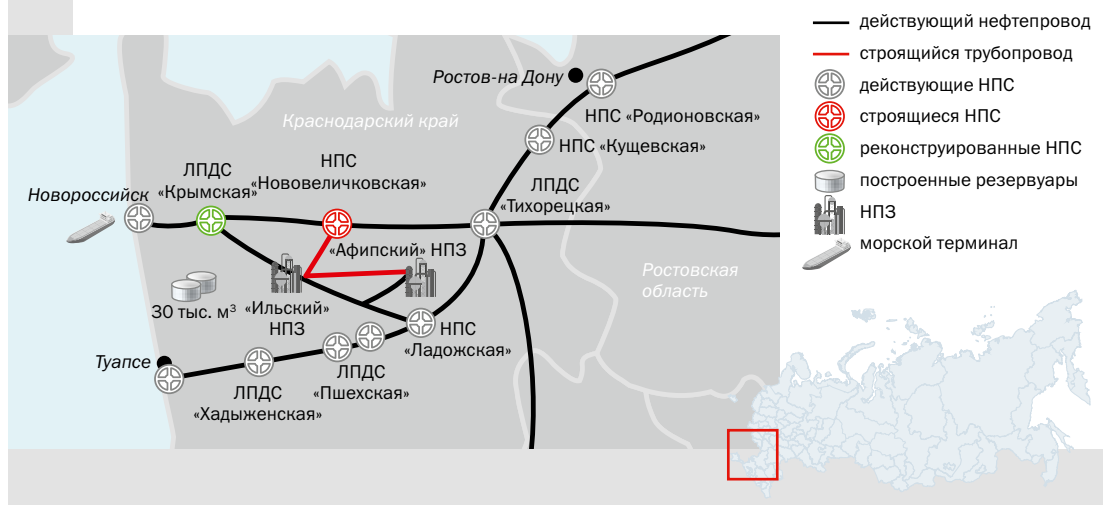 действующий нефтепровод
строящийся трубопровод
действующие НПС
строящиеся НПС
реконструированные НПС
построенные резервуары
НПЗ
морской терминал
Ростов-на Дону
НПС «Родионовская»
Краснодарский край
НПС «Кущевская»
ЛПДС
«Крымская»
НПС
«Нововеличковская»
ЛПДС
«Тихорецкая»
Новороссийск
«Афипский» НПЗ
Ростовская
область
30 тыс. м³
«Ильский»
НПЗ
НПС
«Ладожская»
Туапсе
ЛПДС
«Хадыженская»
ЛПДС
«Пшехская»